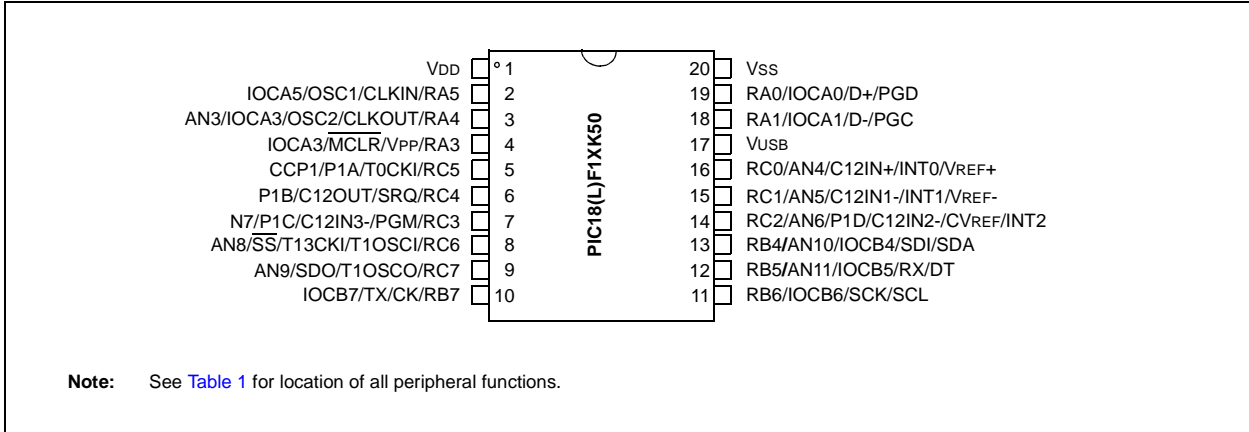 VDD 1 20 VSS
IOCA5/OSC1/CLKIN/RA5 2 19 RA0/IOCA0/D+/PGD
AN3/IOCA3/OSC2/CLKOUT/RA4 3 18 RA1/IOCA1/D-/PGC
IOCA3/MCLR/VPP/RA3 4 17 VUSB
CCP1/P1A/T0CKI/RC5 5 16 RC0/AN4/C12IN+/INT0/VREF+
P1B/C12OUT/SRQ/RC4 6 15 RC1/AN5/C12IN1-/INT1/VREF-
N7/P1C/C12IN3-/PGM/RC3 7 14 RC2/AN6/P1D/C12IN2-/CVREF/INT2
AN8/SS/T13CKI/T1OSCI/RC6 8 13 RB4/AN10/IOCB4/SDI/SDA
AN9/SDO/T1OSCO/RC7 9 12 RB5/AN11/IOCB5/RX/DT
IOCB7/TX/CK/RB7 10 11 RB6/IOCB6/SCK/SCL
PIC18(L)F1XK50
Note: See Table 1 for location of all peripheral functions.